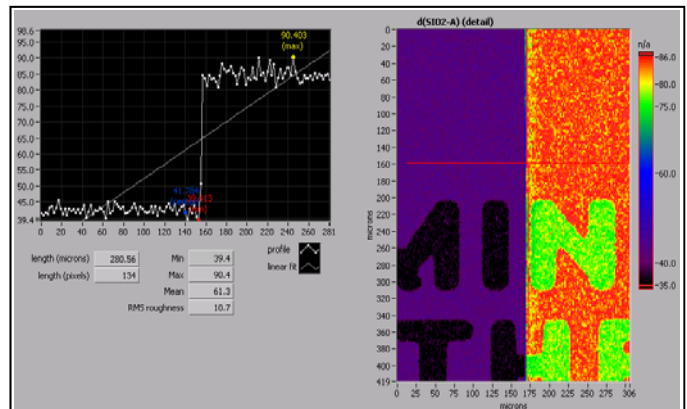 d(SIO2-A) (detail)
98.6
90.403
(max)
90.0
85.0
80.0
75.0
70.0
65.0
60.0
55.0
50.0
45.0
39.4
0 20 40 60 80 100 120 140 160 180 200 220 240 260 281
length (microns) 280.56
length (pixels) 134
Min 39.4
Max 90.4
Mean 61.3
RMS roughness 10.7
profile
linear fit
microns
0
20
40
60
80
100
120
140
160
180
200
220
240
260
280
300
320
340
360
380
400
419
0 25 50 75 100 125 150 175 200 225 250 275 306
microns
AIN
TH
n/a
86.0
80.0
75.0
60.0
40.0
35.0